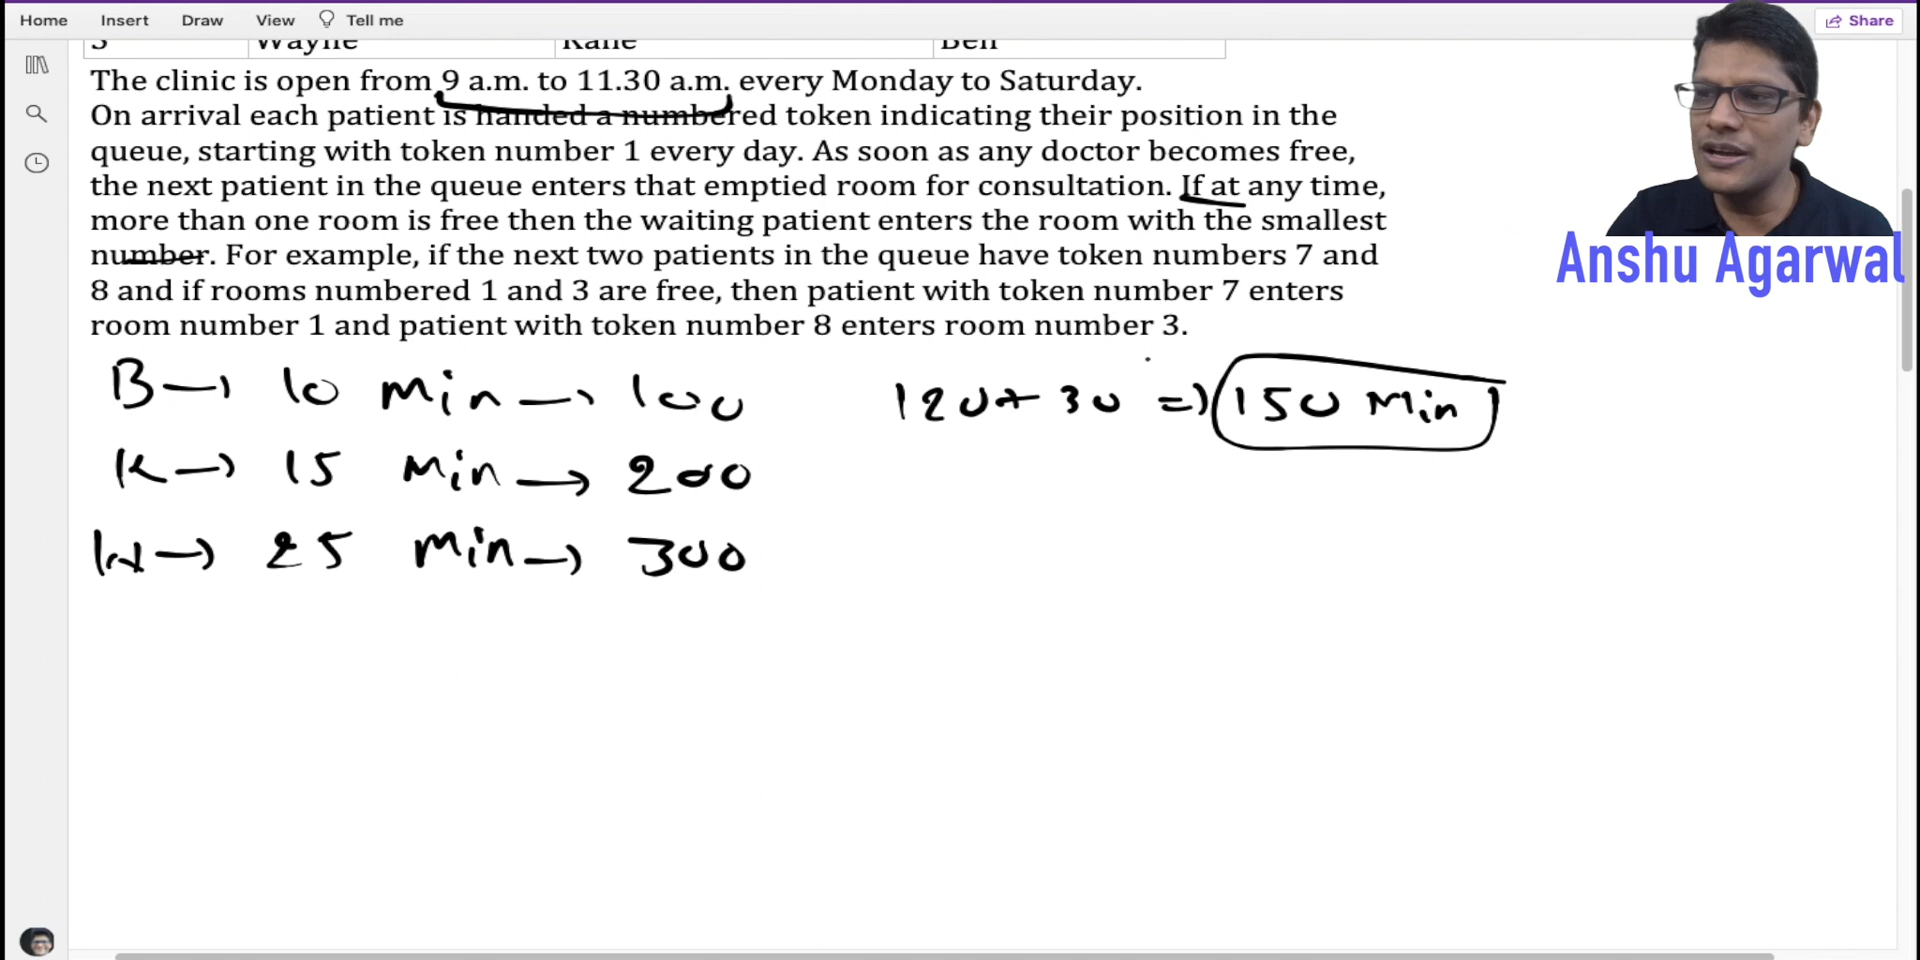 Home Insert Draw View Tell me Share
3 Wayne Kane Ben
The clinic is open from 9 a.m. to 11.30 a.m. every Monday to Saturday.
On arrival each patient is handed a numbered token indicating their position in the
queue, starting with token number 1 every day. As soon as any doctor becomes free,
the next patient in the queue enters that emptied room for consultation. If at any time,
more than one room is free then the waiting patient enters the room with the smallest
number. For example, if the next two patients in the queue have token numbers 7 and
8 and if rooms numbered 1 and 3 are free, then patient with token number 7 enters
room number 1 and patient with token number 8 enters room number 3.
Anshu Agarwal
B → 10 Min → 100
120 + 30 => 150 Min
K → 15 Min → 200
W → 25 Min → 300